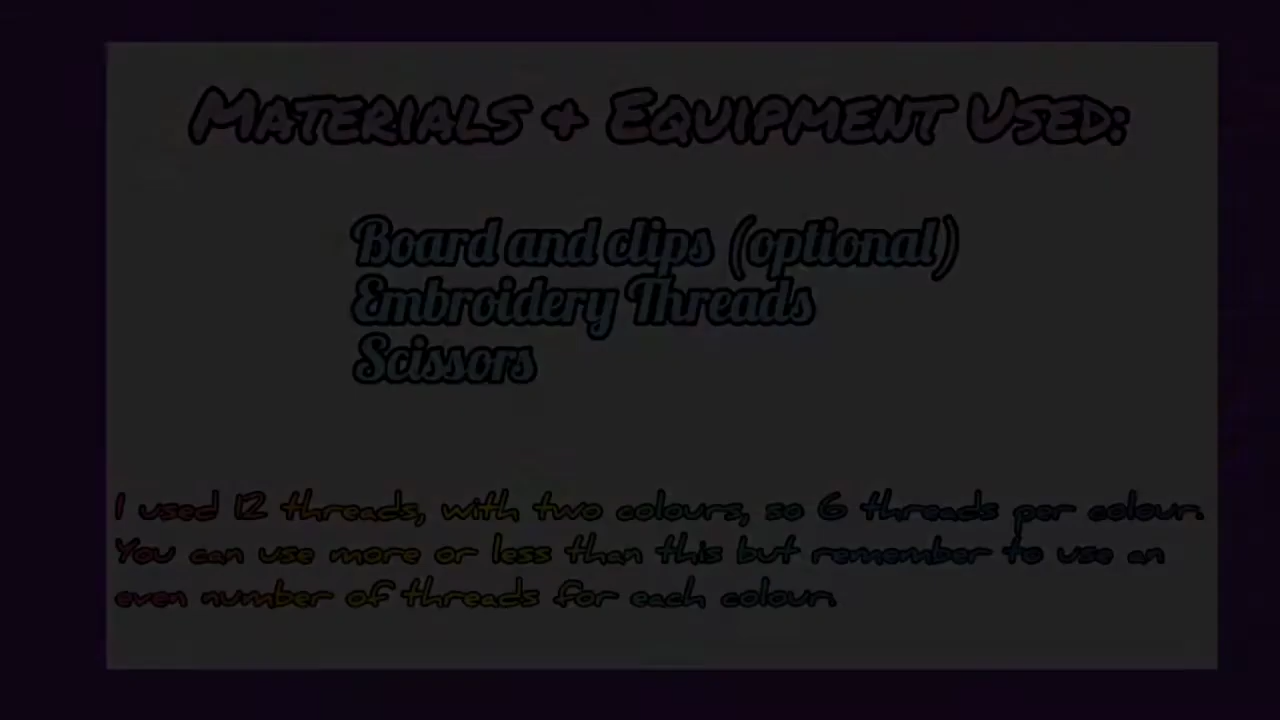 MATERIALS & EQUIPMENT USED:
Board and clips (optional)
Embroidery Threads
Scissors
I used 12 threads, with two colours, so 6 threads per colour.
You can use more or less than this but remember to use an
even number of threads for each colour.